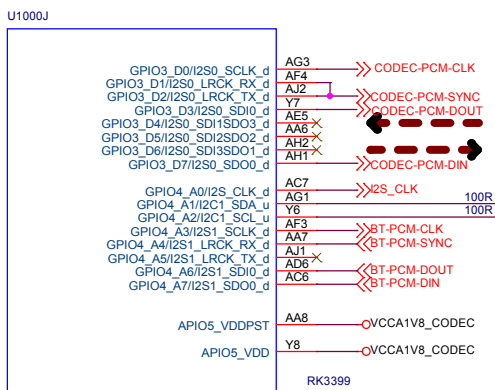 U1000J
GPIO3_D0/I2S0_SCLK_d AG3 CODEC-PCM-CLK
GPIO3_D1/I2S0_LRCK_RX_d AF4
GPIO3_D2/I2S0_LRCK_TX_d AJ2 CODEC-PCM-SYNC
GPIO3_D3/I2S0_SDI0_d Y7 CODEC-PCM-DOUT
GPIO3_D4/I2S0_SDI1SDO3_d AE5
GPIO3_D5/I2S0_SDI2SDO2_d AA6
GPIO3_D6/I2S0_SDI3SDO1_d AH2
GPIO3_D7/I2S0_SDO0_d AH1 CODEC-PCM-DIN
GPIO4_A0/I2S_CLK_d AC7 I2S_CLK
GPIO4_A1/I2C1_SDA_u AG1 100R
GPIO4_A2/I2C1_SCL_u Y6 100R
GPIO4_A3/I2S1_SCLK_d AF3 BT-PCM-CLK
GPIO4_A4/I2S1_LRCK_RX_d AA7 BT-PCM-SYNC
GPIO4_A5/I2S1_LRCK_TX_d AJ1
GPIO4_A6/I2S1_SDI0_d AD6 BT-PCM-DOUT
GPIO4_A7/I2S1_SDO0_d AC6 BT-PCM-DIN
APIO5_VDDPST AA8 VCCA1V8_CODEC
APIO5_VDD Y8 VCCA1V8_CODEC
RK3399